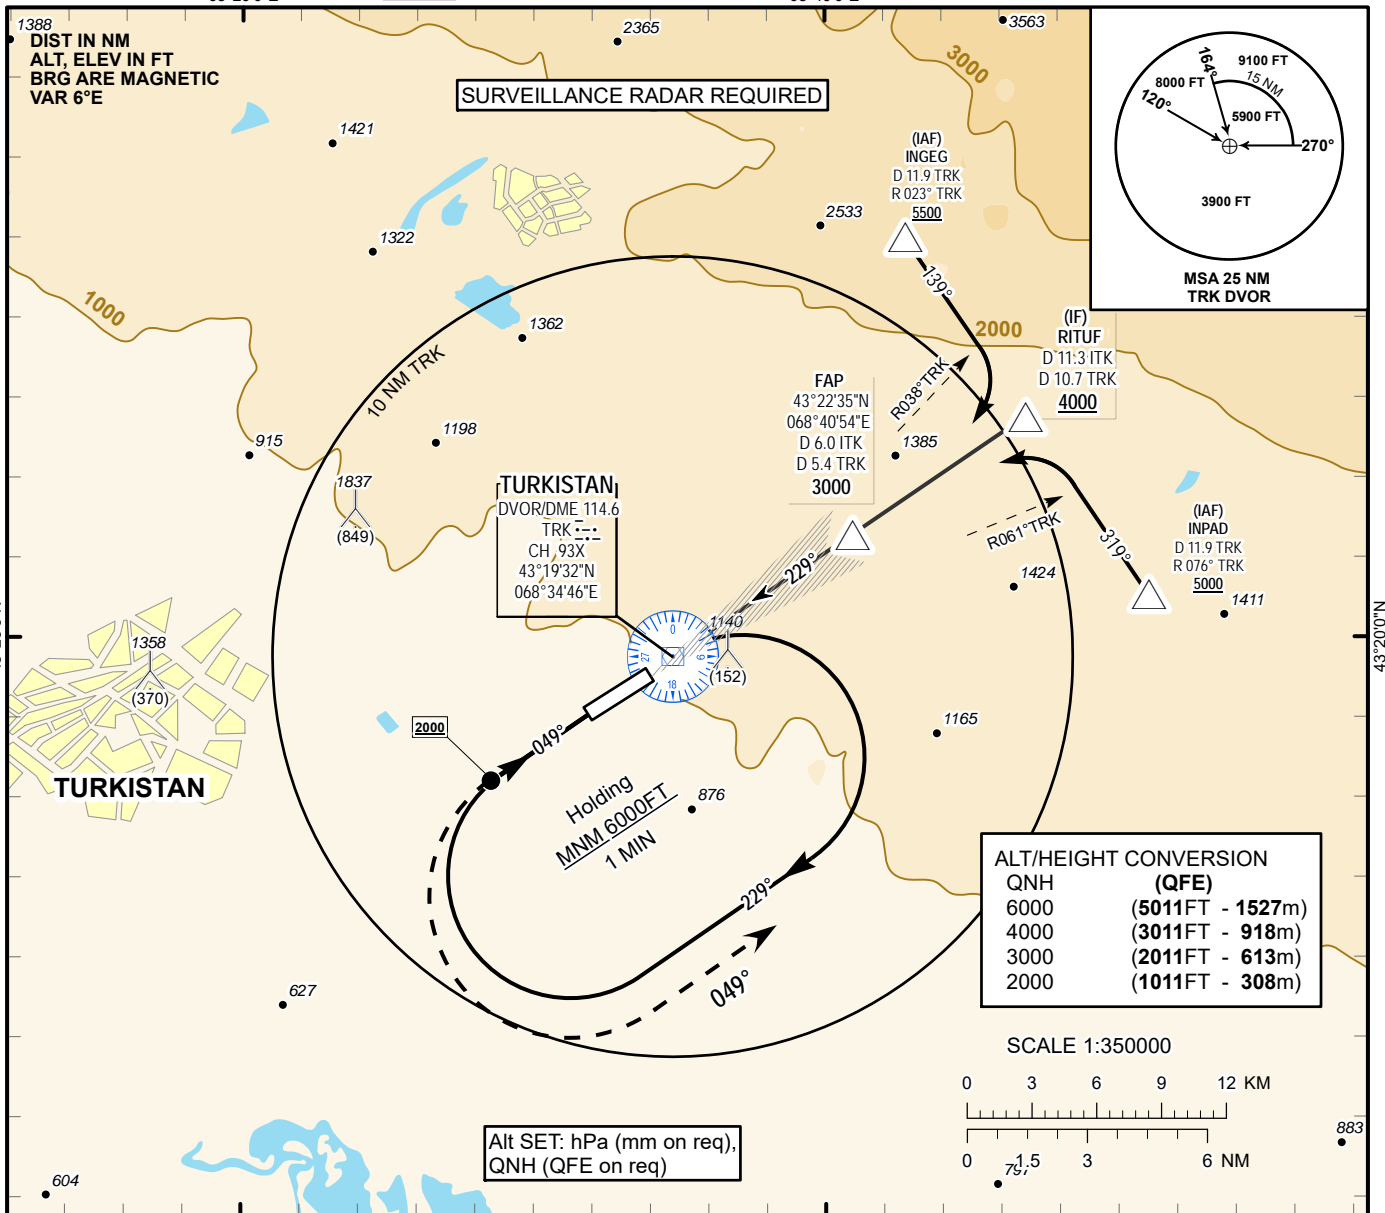 1388
DIST IN NM
ALT, ELEV IN FT
BRG ARE MAGNETIC
VAR 6°E
2365
3563
3000
SURVEILLANCE RADAR REQUIRED
164°
9100 FT
8000 FT
15 NM
120°
5900 FT
270°
3900 FT
MSA 25 NM
TRK DVOR
1421
(IAF)
INGEG
D 11.9 TRK
R 023° TRK
5500
2533
1322
139°
1000
1362
2000
(IF)
RITUF
D 11.3 ITK
D 10.7 TRK
4000
10 NM TRK
R038°TRK
FAP
43°22'35"N
068°40'54"E
D 6.0 ITK
D 5.4 TRK
3000
1198
915
1385
1837
(849)
TURKISTAN
DVOR/DME 114.6
TRK
CH 93X
43°19'32"N
068°34'46"E
R061°TRK
319°
(IAF)
INPAD
D 11.9 TRK
R 076° TRK
5000
229°
1424
1411
1140
(152)
0
9
18
27
43°20'0"N
1358
(370)
2000
049°
1165
TURKISTAN
Holding
MNM 6000FT
1 MIN
876
229°
049°
ALT/HEIGHT CONVERSION
QNH (QFE)
6000 (5011FT - 1527m)
4000 (3011FT - 918m)
3000 (2011FT - 613m)
2000 (1011FT - 308m)
627
SCALE 1:350000
0 3 6 9 12 KM
0 1.5 3 6 NM
Alt SET: hPa (mm on req),
QNH (QFE on req)
883
604